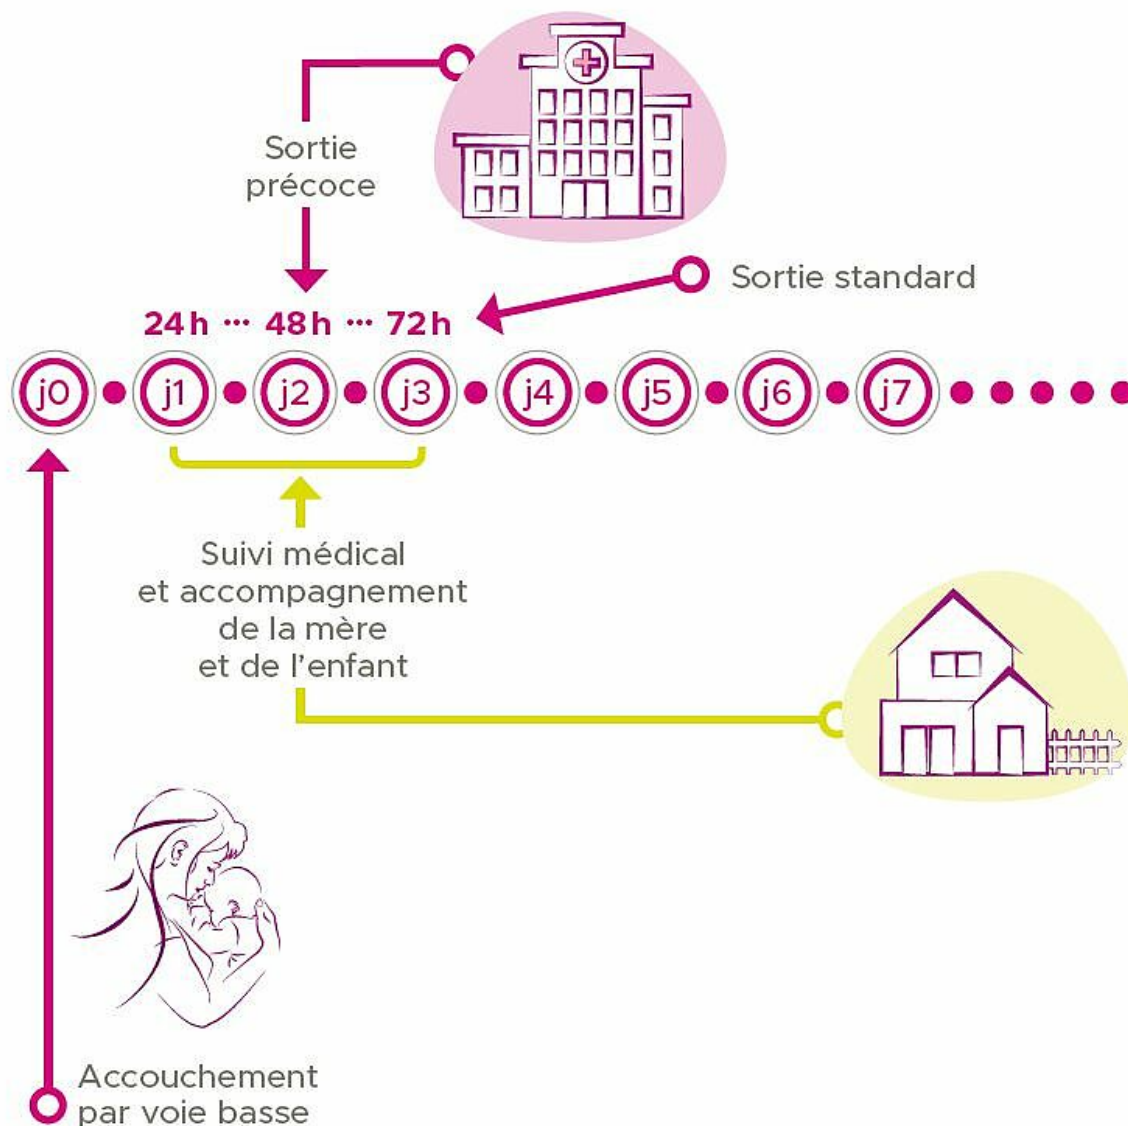 Sortie
précoce
Sortie standard
24h ... 48h ... 72h
j0 j1 j2 j3 j4 j5 j6 j7
Suivi médical
et accompagnement
de la mère
et de l'enfant
Accouchement
par voie basse